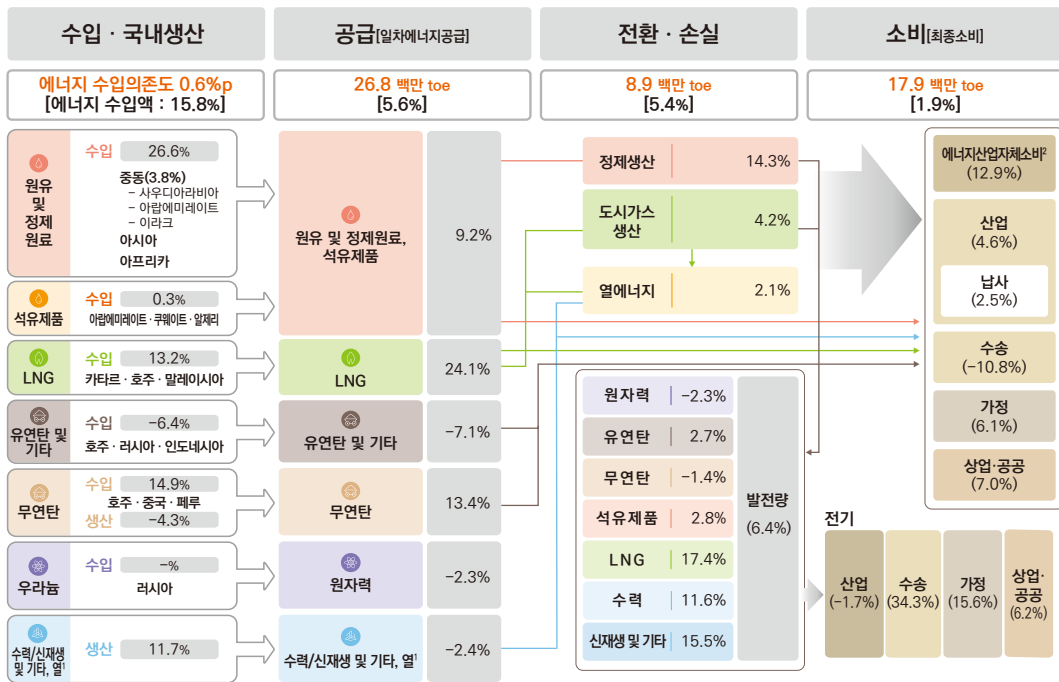 수입 · 국내생산
공급[일차에너지공급]
전환 · 손실
소비[최종소비]
에너지 수입의존도 0.6%p
[에너지 수입액 : 15.8%]
26.8 백만 toe
[5.6%]
8.9 백만 toe
[5.4%]
17.9 백만 toe
[1.9%]
원유
및
정제
원료
수입 26.6%
중동(3.8%)
- 사우디아라비아
- 아랍에미레이트
- 이라크
아시아
아프리카
석유제품
수입 0.3%
아랍에미레이트 · 쿠웨이트 · 알제리
LNG
수입 13.2%
카타르 · 호주 · 말레이시아
유연탄 및
기타
수입 -6.4%
호주 · 러시아 · 인도네시아
무연탄
수입 14.9%
호주 · 중국 · 페루
생산 -4.3%
우라늄
수입 -%
러시아
수력/신재생
및 기타, 열¹
생산 11.7%
원유 및 정제원료,
석유제품
9.2%
LNG
24.1%
유연탄 및 기타
-7.1%
무연탄
13.4%
원자력
-2.3%
수력/신재생 및 기타, 열¹
-2.4%
정제생산 14.3%
도시가스
생산
4.2%
열에너지 2.1%
원자력 -2.3%
유연탄 2.7%
무연탄 -1.4%
석유제품 2.8%
LNG 17.4%
수력 11.6%
신재생 및 기타 15.5%
발전량
(6.4%)
에너지산업자체소비²
(12.9%)
산업
(4.6%)
납사
(2.5%)
수송
(-10.8%)
가정
(6.1%)
상업·공공
(7.0%)
전기
산업
(-1.7%)
수송
(34.3%)
가정
(15.6%)
상업·
공공
(6.2%)